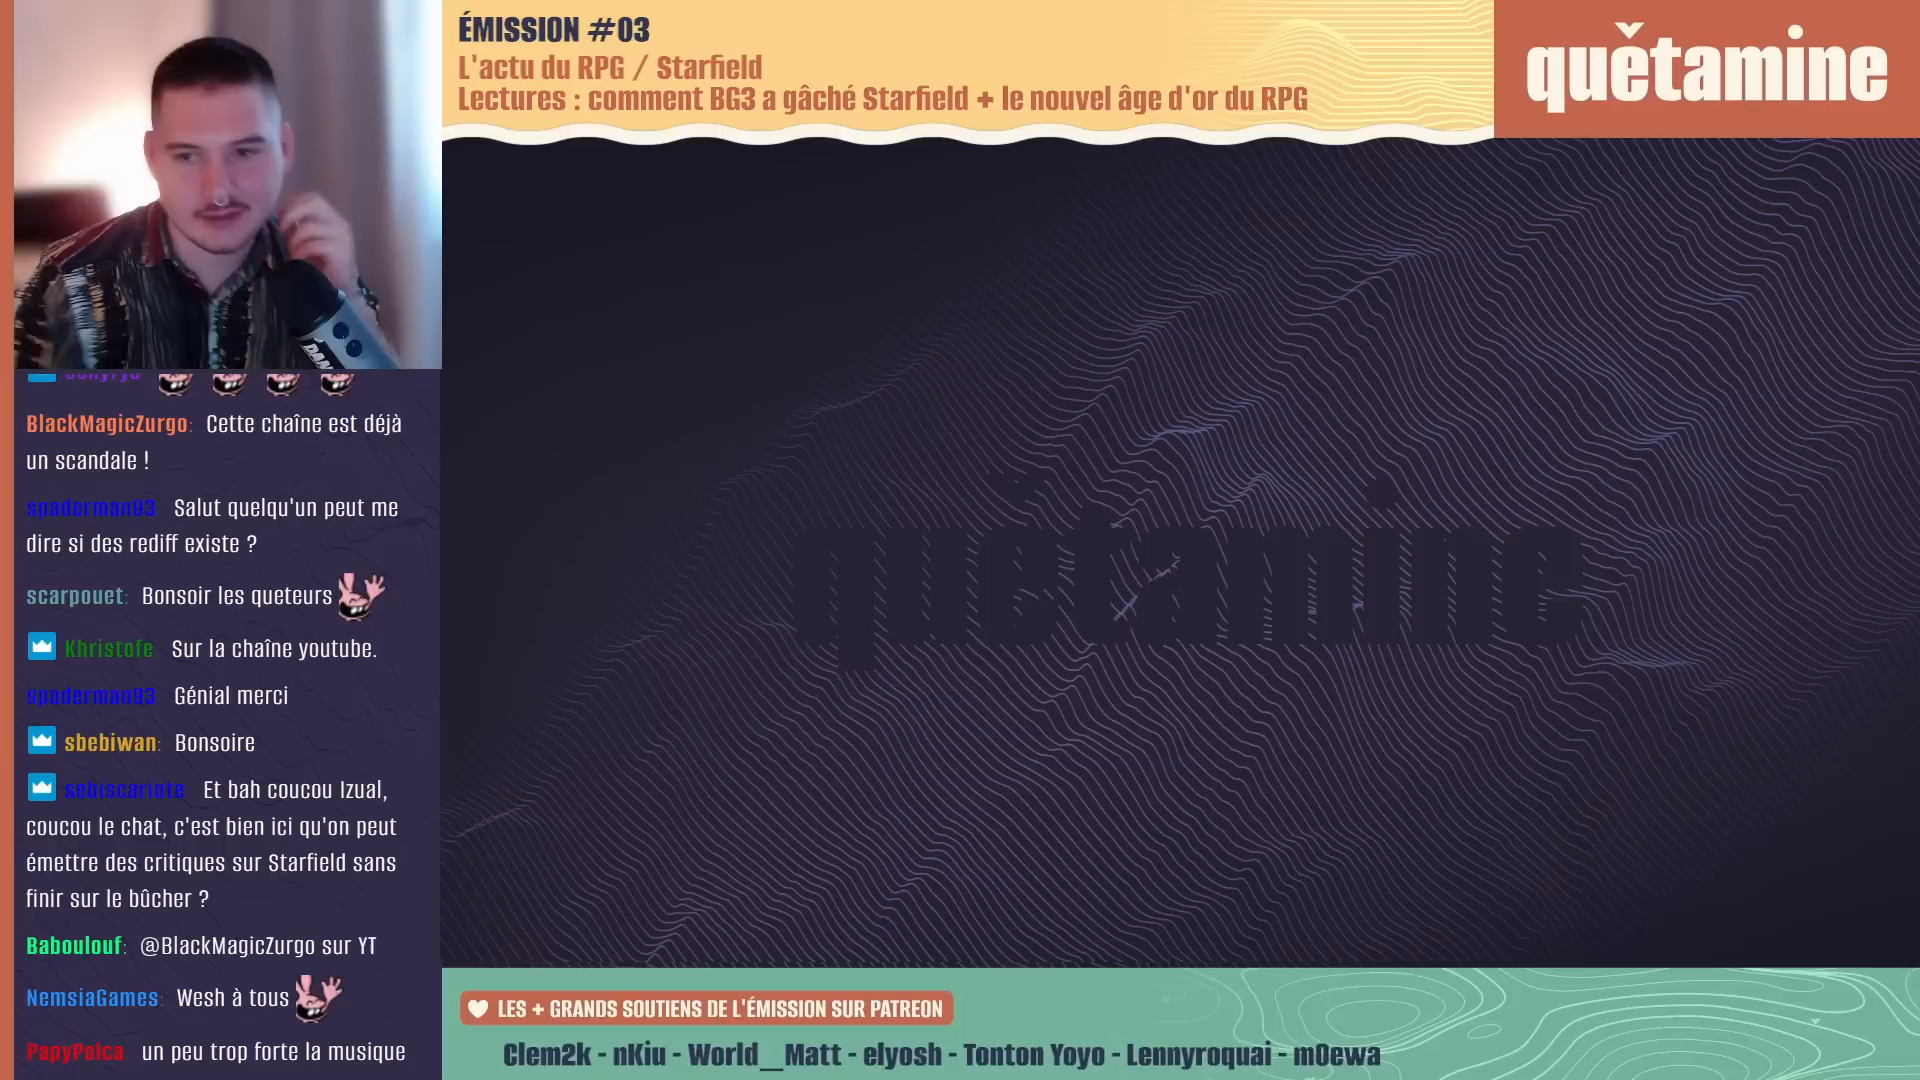 ÉMISSION #03
L'actu du RPG / Starfield
Lectures : comment BG3 a gâché Starfield + le nouvel âge d'or du RPG
quětamine
BlackMagicZurgo: Cette chaîne est déjà
un scandale !
spaderman93 Salut quelqu'un peut me
dire si des rediff existe ?
scarpouet: Bonsoir les queteurs
Khristofe: Sur la chaîne youtube.
spaderman93 Génial merci
sbebiwan: Bonsoire
sebiscariote Et bah coucou Izual,
coucou le chat, c'est bien ici qu'on peut
émettre des critiques sur Starfield sans
finir sur le bûcher ?
Baboulouf: @BlackMagicZurgo sur YT
NemsiaGames: Wesh à tous
PapyPolca un peu trop forte la musique
quětamine
LES + GRANDS SOUTIENS DE L'ÉMISSION SUR PATREON
Clem2k - nKiu - World__Matt - elyosh - Tonton Yoyo - Lennyroquai - m0ewa